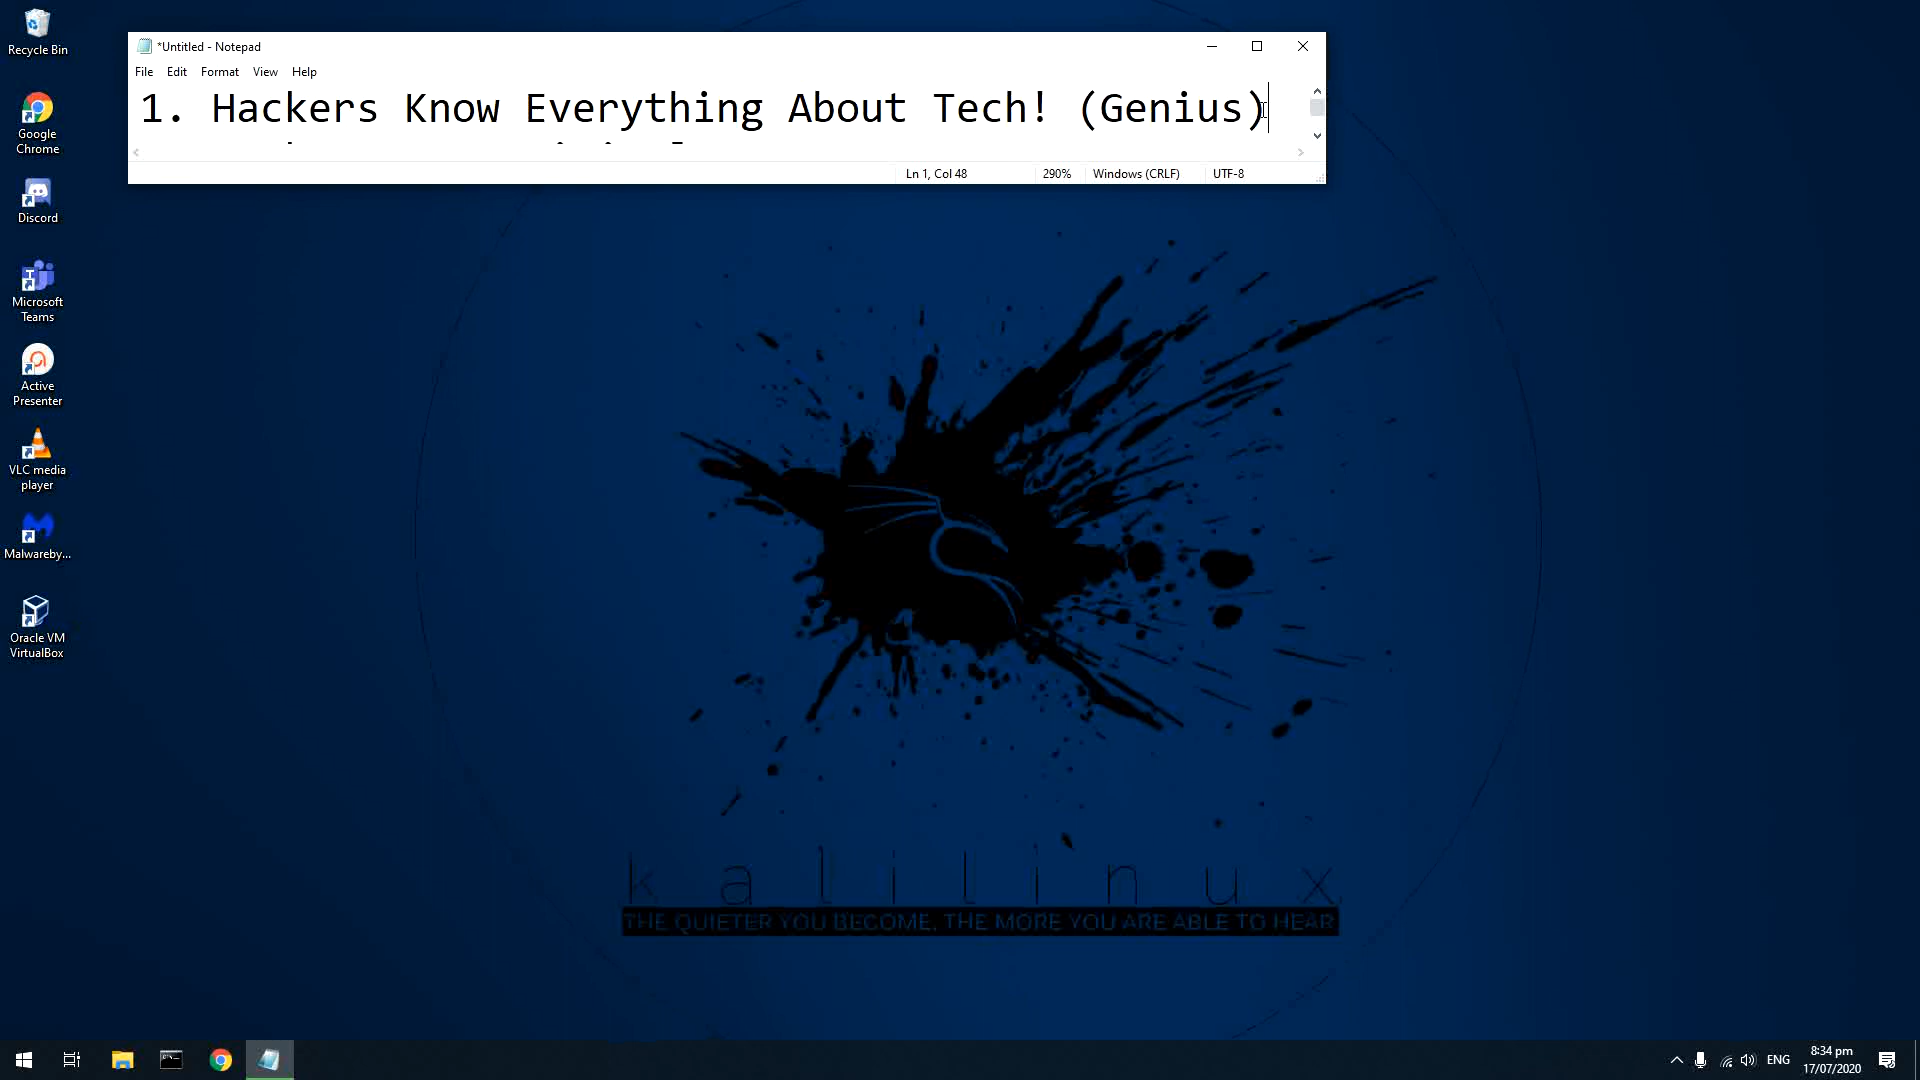 Recycle Bin
*Untitled - Notepad
File Edit Format View Help
1. Hackers Know Everything About Tech! (Genius)
Ln 1, Col 48 290% Windows (CRLF) UTF-8
Google
Chrome
Discord
Microsoft
Teams
Active
Presenter
VLC media
player
Malwareby...
Oracle VM
VirtualBox
kalilinux
THE QUIETER YOU BECOME, THE MORE YOU ARE ABLE TO HEAR
ENG
8:34 pm
17/07/2020